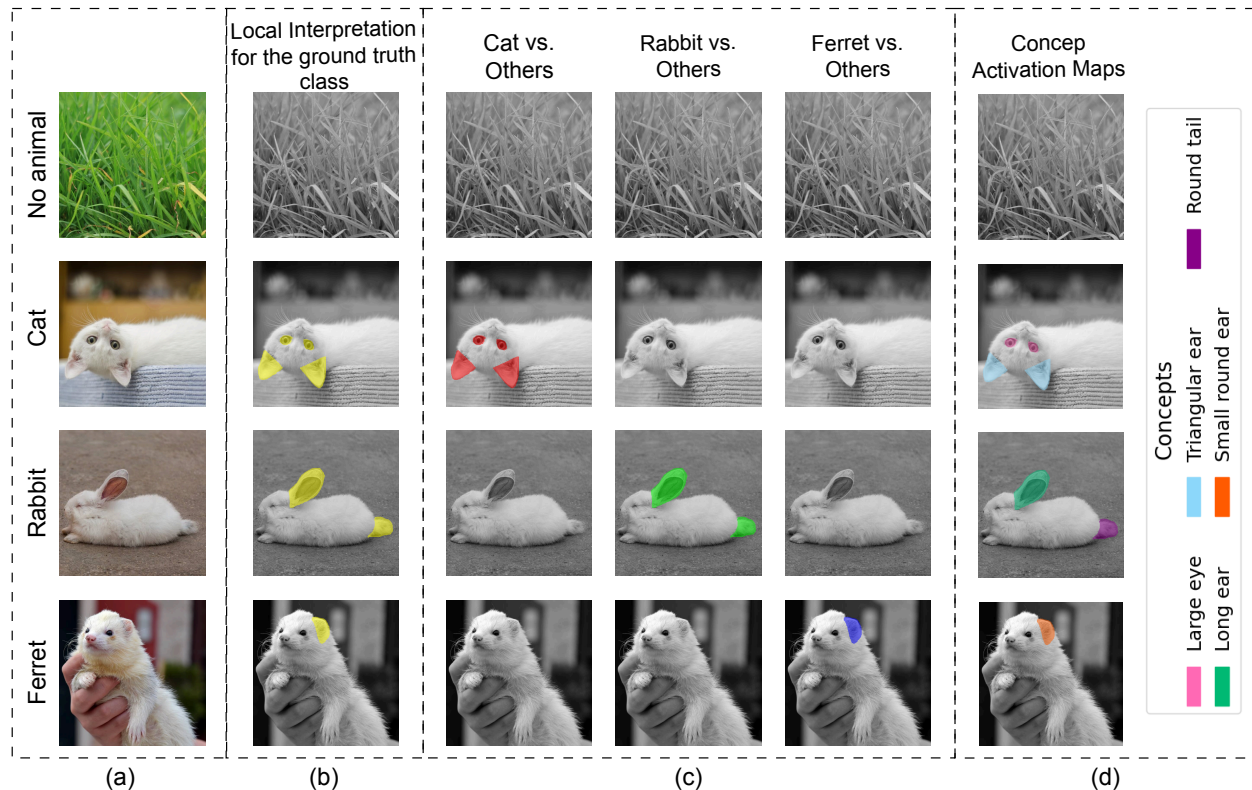 Local Interpretation
for the ground truth
class
Cat vs.
Others
Rabbit vs.
Others
Ferret vs.
Others
Concep
Activation Maps
No animal
Cat
Rabbit
Ferret
Concepts
Large eye
Long ear
Triangular ear
Small round ear
Round tail
(a)
(b)
(c)
(d)